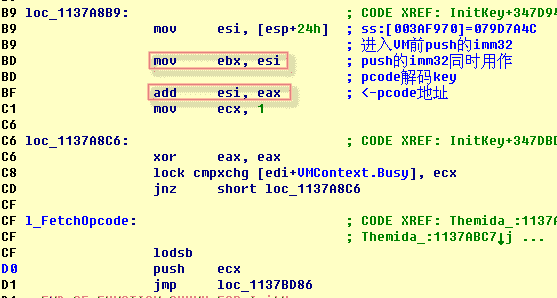 B9 loc_1137A8B9: ; CODE XREF: InitKey+347D94
B9 mov esi, [esp+24h] ; ss:[003AF970]=079D7A4C
B9 ; 进入VM前push的imm32
BD mov ebx, esi ; push的imm32同时用作
BD ; pcode解码key
BF add esi, eax ; <-pcode地址
C1 mov ecx, 1
C6
C6 loc_1137A8C6: ; CODE XREF: InitKey+347DBD
C6 xor eax, eax
C8 lock cmpxchg [edi+VMContext.Busy], ecx
CD jnz short loc_1137A8C6
CF
CF l_FetchOpcode: ; CODE XREF: Themida_:1137A
CF ; Themida_:1137ABC7↓j ...
CF lodsb
D0 push ecx
D1 jmp loc_1137BD86